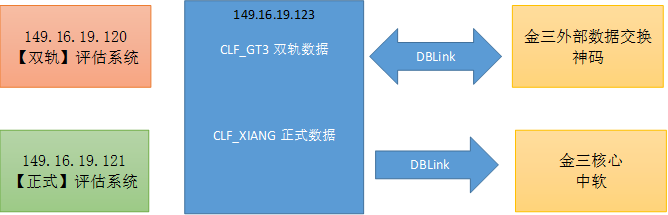 149.16.19.120
【双轨】评估系统
149.16.19.121
【正式】评估系统
149.16.19.123
CLF_GT3 双轨数据
CLF_XIANG 正式数据
DBLink
DBLink
金三外部数据交换
神码
金三核心
中软